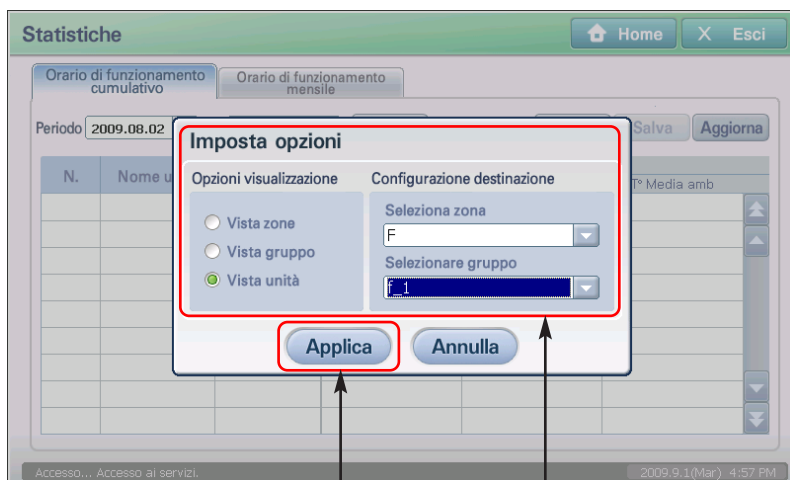 Statistiche
Home
X Esci
Orario di funzionamento cumulativo
Orario di funzionamento mensile
Periodo 2009.08.02
Salva
Aggiorna
N.
Nome u
T° Media amb
Imposta opzioni
Opzioni visualizzazione
Vista zone
Vista gruppo
Vista unità
Configurazione destinazione
Seleziona zona
F
Selezionare gruppo
f_1
Applica
Annulla
Accesso... Accesso ai servizi.
2009.9.1(Mar) 4:57 PM